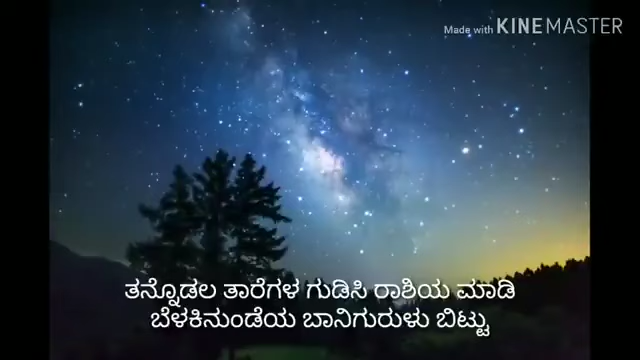 Made with KINEMASTER
ತನ್ನೊಡಲ ತಾರೆಗಳ ಗುಡಿಸಿ ರಾಶಿಯ ಮಾಡಿ
ಬೆಳಕಿನುಂಡೆಯ ಬಾನಿಗುರುಳು ಬಿಟ್ಟು